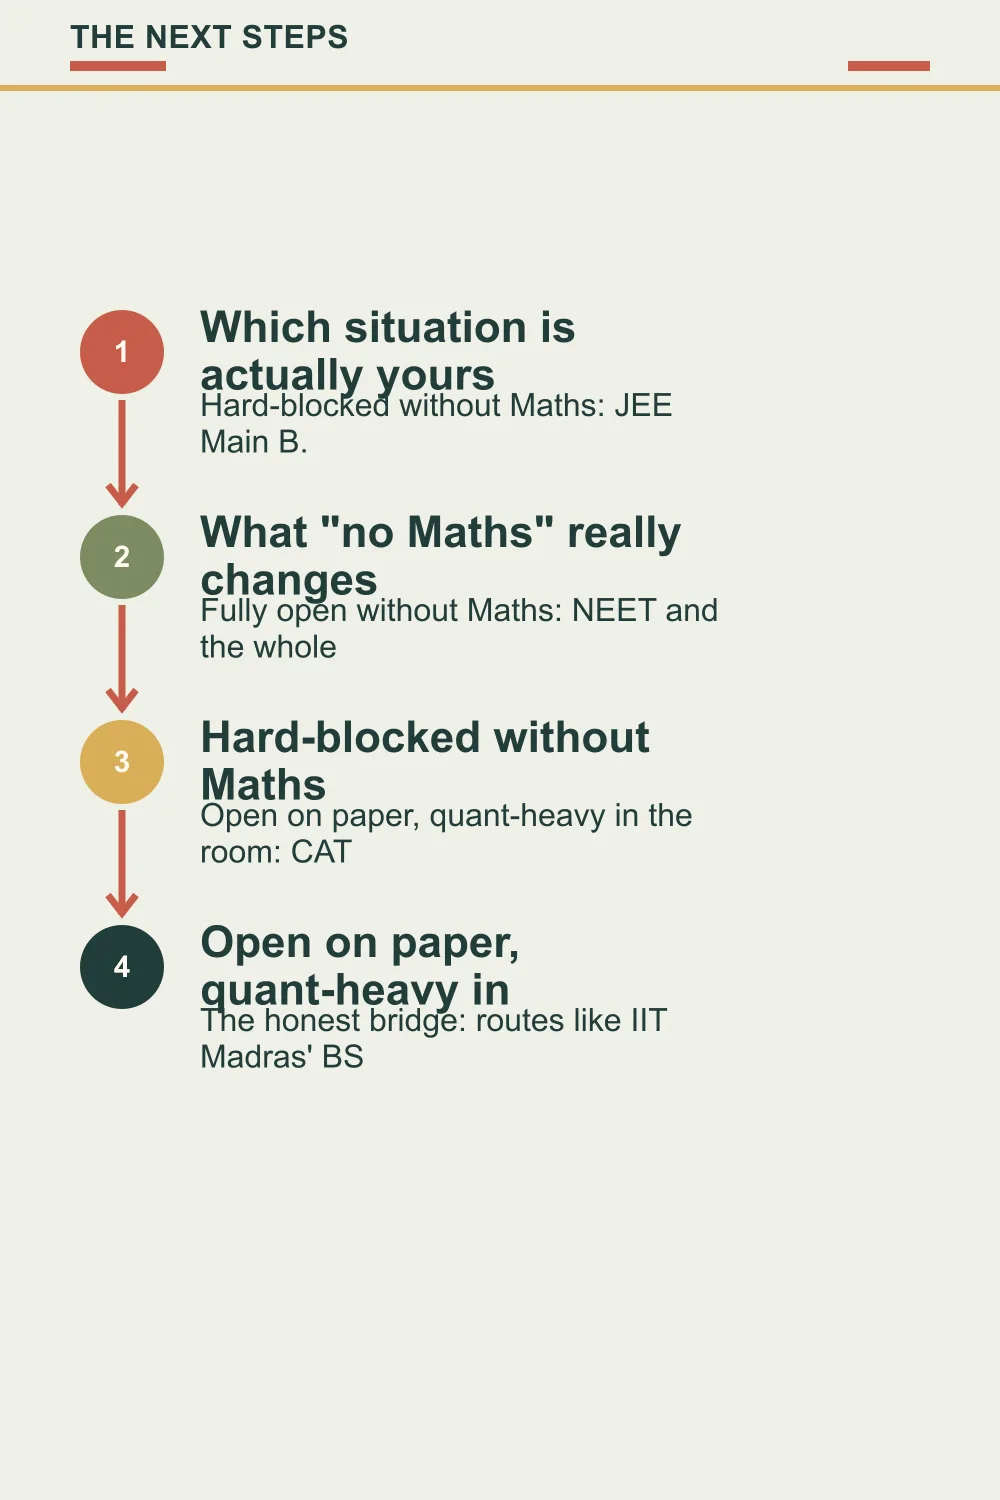 THE NEXT STEPS
1
Which situation is
actually yours
Hard-blocked without Maths: JEE
Main B.
2
What "no Maths" really
changes
Fully open without Maths: NEET and
the whole
3
Hard-blocked without
Maths
Open on paper, quant-heavy in the
room: CAT
4
Open on paper,
quant-heavy in
The honest bridge: routes like IIT
Madras' BS